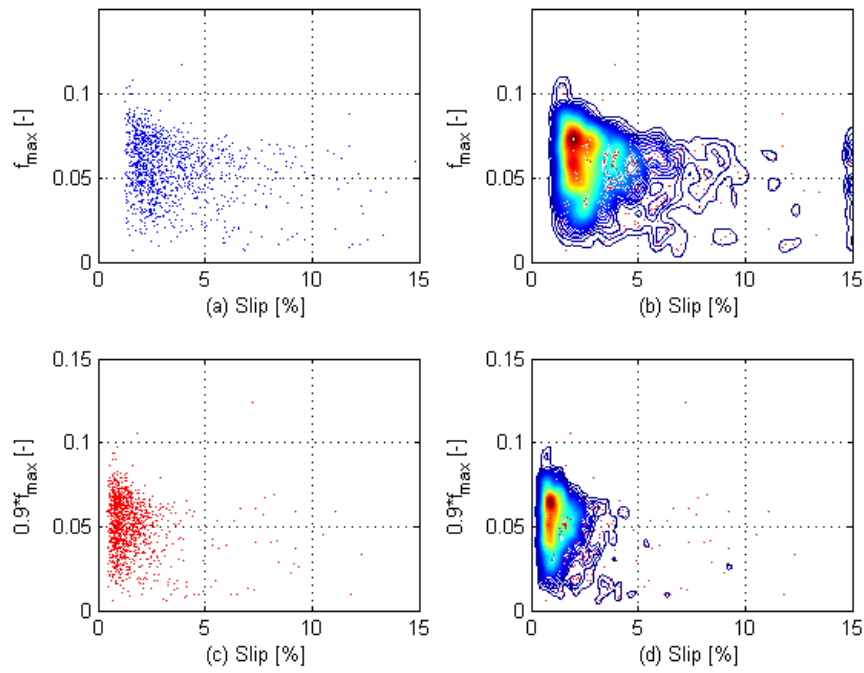 0.1
0.05
0
f_max [-]
0 5 10 15
(a) Slip [%]
0.1
0.05
0
f_max [-]
0 5 10 15
(b) Slip [%]
0.15
0.1
0.05
0
0.9*f_max [-]
0 5 10 15
(c) Slip [%]
0.15
0.1
0.05
0
0.9*f_max [-]
0 5 10 15
(d) Slip [%]